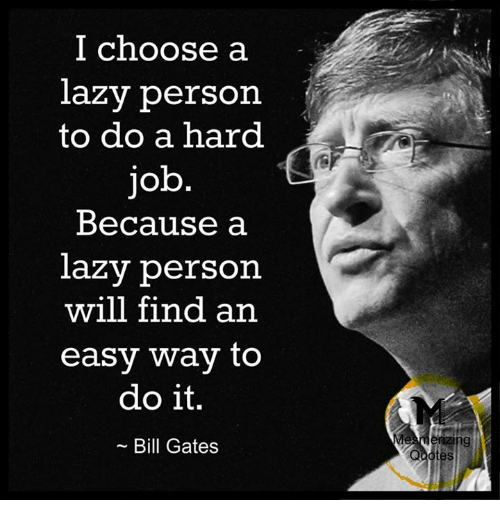 I choose a
lazy person
to do a hard
job.
Because a
lazy person
will find an
easy way to
do it.
~ Bill Gates
M
Mesmerizing
Quotes